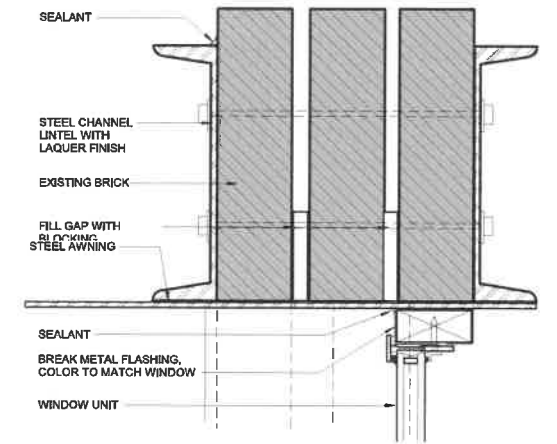 SEALANT
STEEL CHANNEL
LINTEL WITH
LAQUER FINISH
EXISTING BRICK
FILL GAP WITH
BLOCKING
STEEL AWNING
SEALANT
BREAK METAL FLASHING,
COLOR TO MATCH WINDOW
WINDOW UNIT